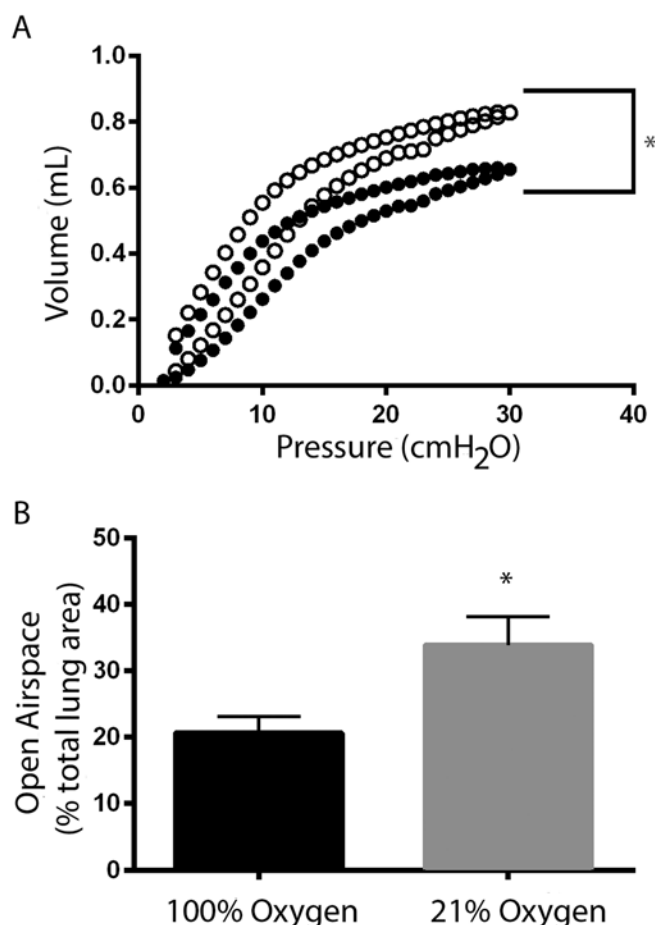 A
1.0
0.8
0.6
0.4
0.2
0.0
Volume (mL)
*
0 10 20 30 40
Pressure (cmH₂O)
B
50
40
30
20
10
0
Open Airspace
(% total lung area)
*
100% Oxygen 21% Oxygen